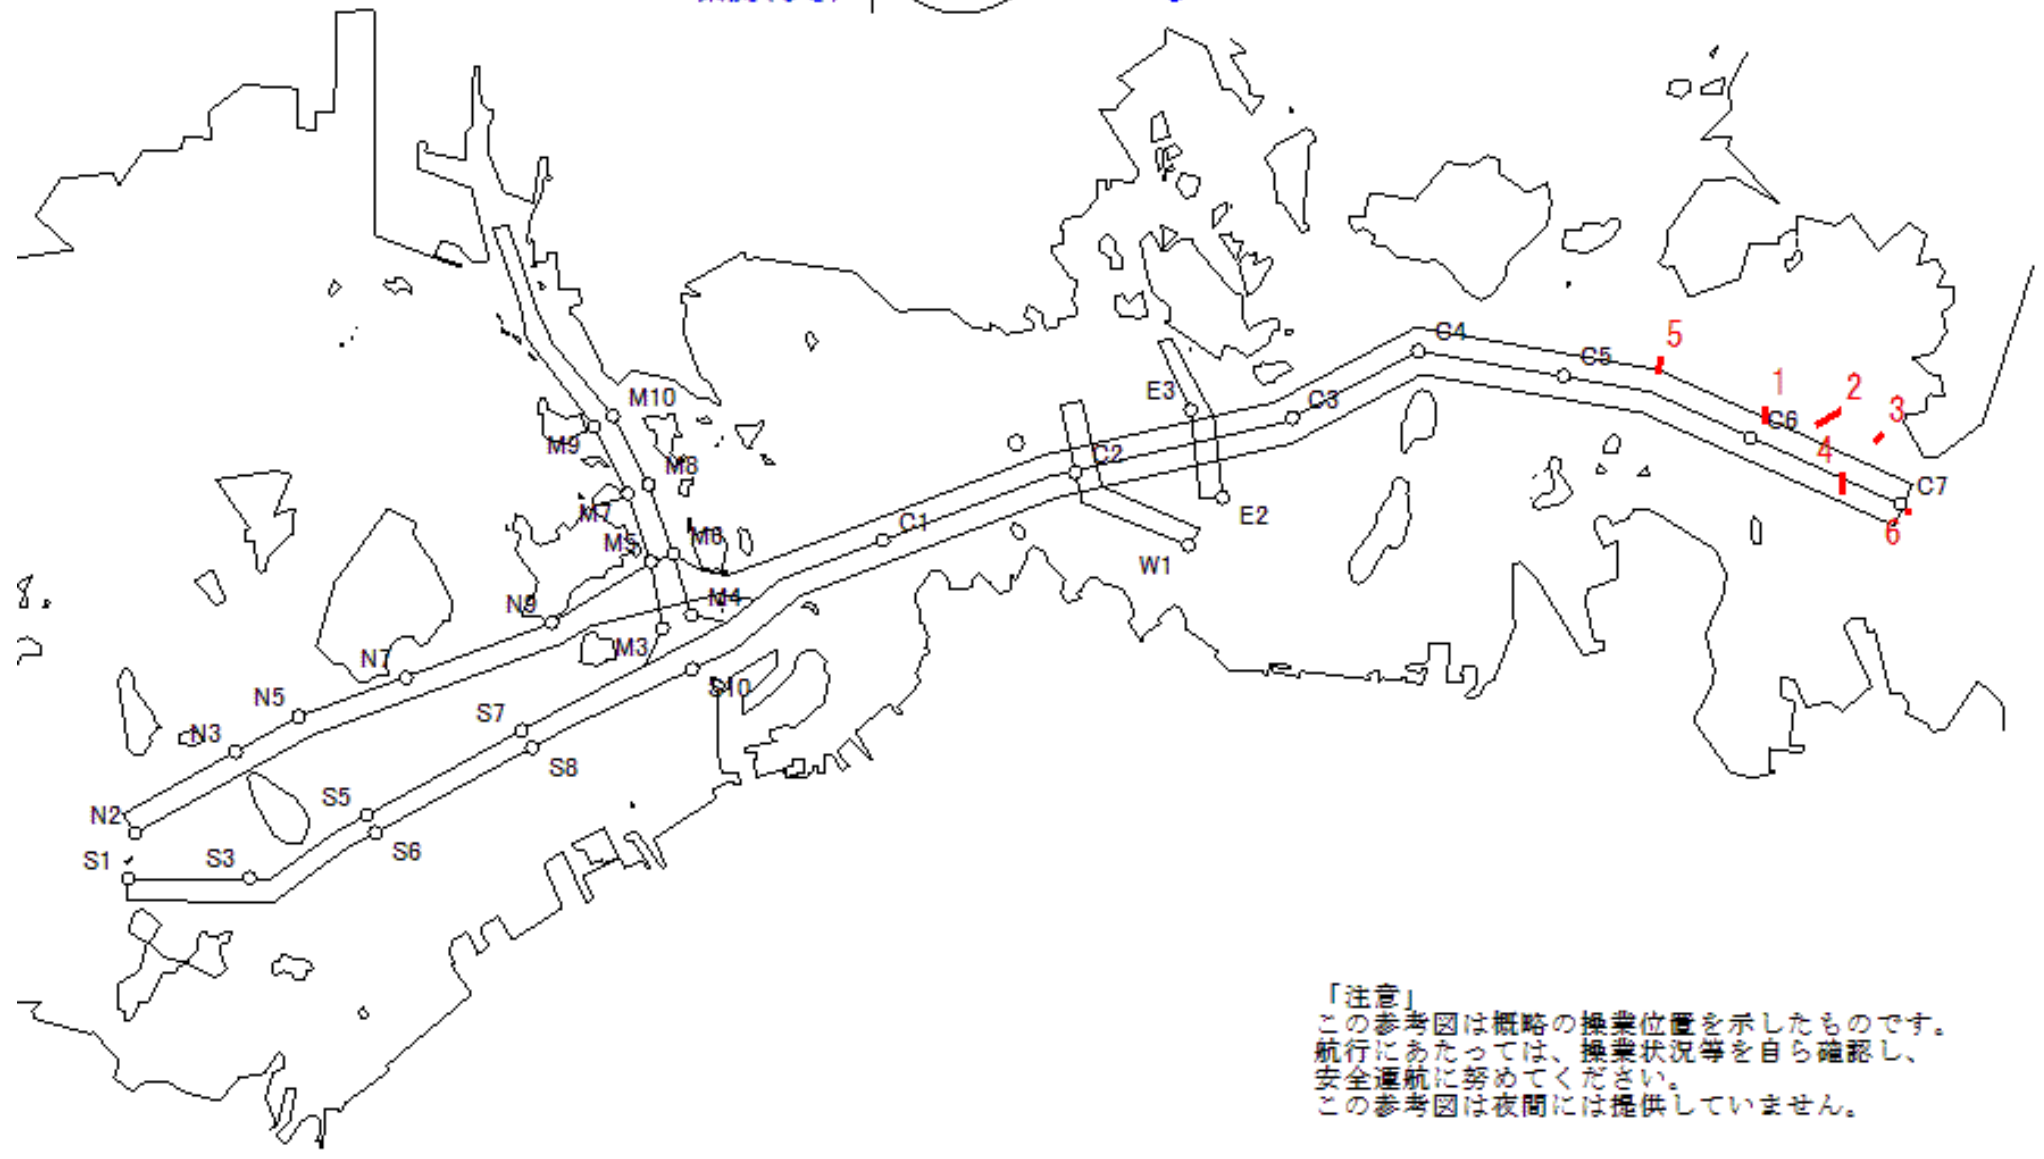 C4
5
C5
1
2
C6
3
E3
C3
M10
4
M9
C2
M8
C7
M7
E2
C1
6
M5
M6
W1
N9
M4
M3
N7
S10
N5
S7
N3
S8
S5
N2
S6
S1
S3
「注意」
この参考図は概略の操業位置を示したものです。
航行にあたっては、操業状況等を自ら確認し、
安全運航に努めてください。
この参考図は夜間には提供していません。